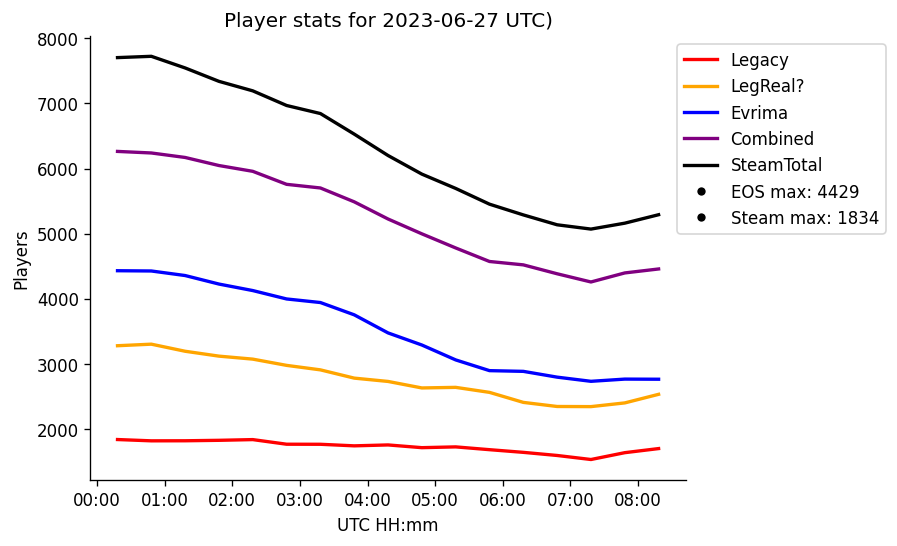 Player stats for 2023-06-27 UTC)
8000
7000
6000
5000
4000
3000
2000
Players
00:00 01:00 02:00 03:00 04:00 05:00 06:00 07:00 08:00
UTC HH:mm
Legacy
LegReal?
Evrima
Combined
SteamTotal
EOS max: 4429
Steam max: 1834